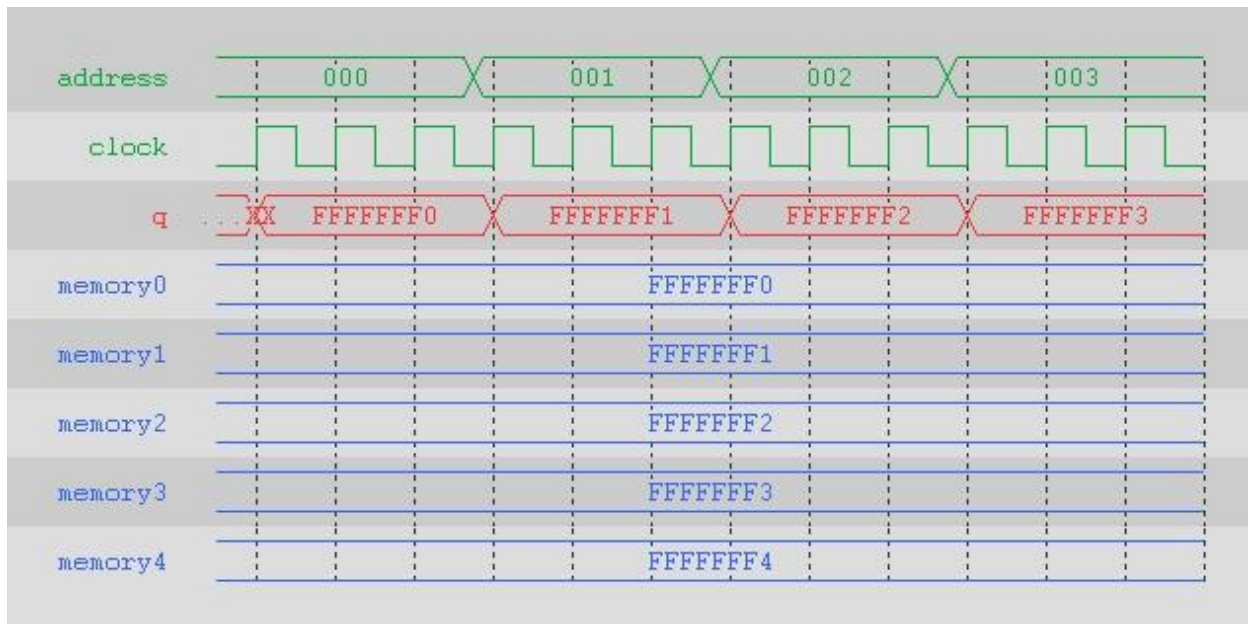 address 000 001 002 003
clock
q ...XX FFFFFFF0 FFFFFFF1 FFFFFFF2 FFFFFFF3
memory0 FFFFFFF0
memory1 FFFFFFF1
memory2 FFFFFFF2
memory3 FFFFFFF3
memory4 FFFFFFF4